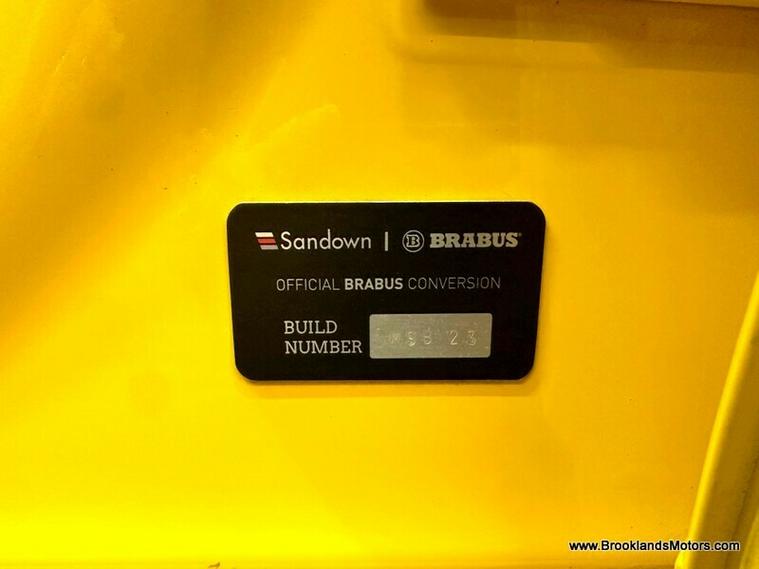 Sandown | B BRABUS
OFFICIAL BRABUS CONVERSION
BUILD
NUMBER
www.BrooklandsMotors.com